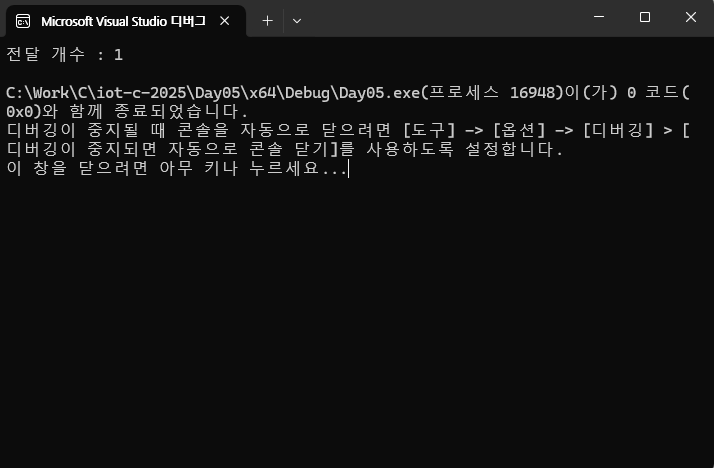 Microsoft Visual Studio 디버그
전달 개수 : 1
C:\Work\C\iot-c-2025\Day05\x64\Debug\Day05.exe(프로세스 16948)이(가) 0 코드(
0x0)와 함께 종료되었습니다.
디버깅이 중지될 때 콘솔을 자동으로 닫으려면 [도구] -> [옵션] -> [디버깅] > [
디버깅이 중지되면 자동으로 콘솔 닫기]를 사용하도록 설정합니다.
이 창을 닫으려면 아무 키나 누르세요...